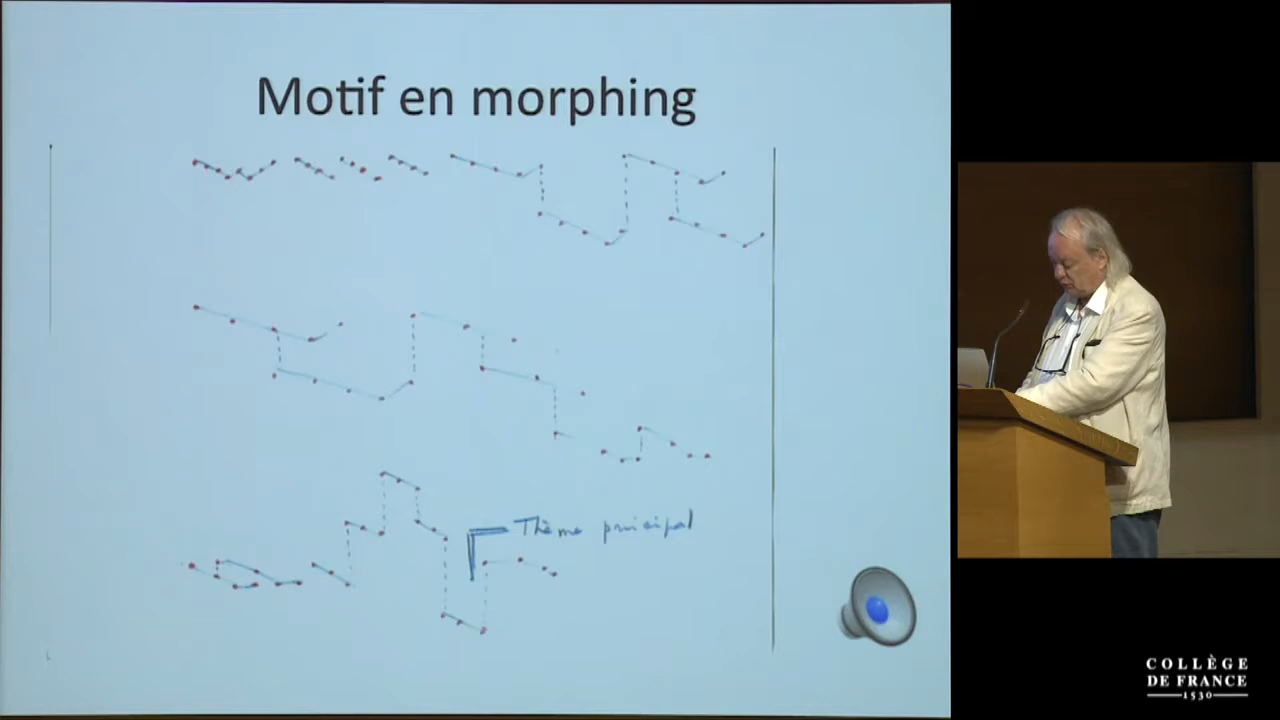 Motif en morphing
Thème principal
COLLÈGE
DE FRANCE
1530